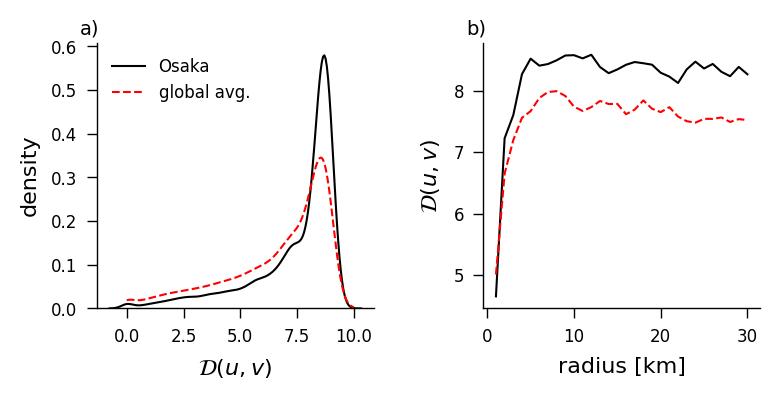 a)
density
0.6
0.5
0.4
0.3
0.2
0.1
0.0
Osaka
global avg.
0.0 2.5 5.0 7.5 10.0
𝒟(u, v)
b)
𝒟(u, v)
8
7
6
5
0 10 20 30
radius [km]